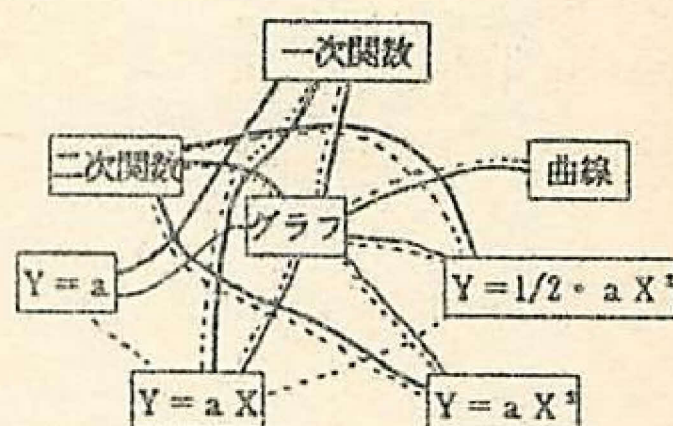 一次関数
二次関数
曲線
グラフ
Y = a
Y = 1/2・a X²
Y = a X
Y = a X²